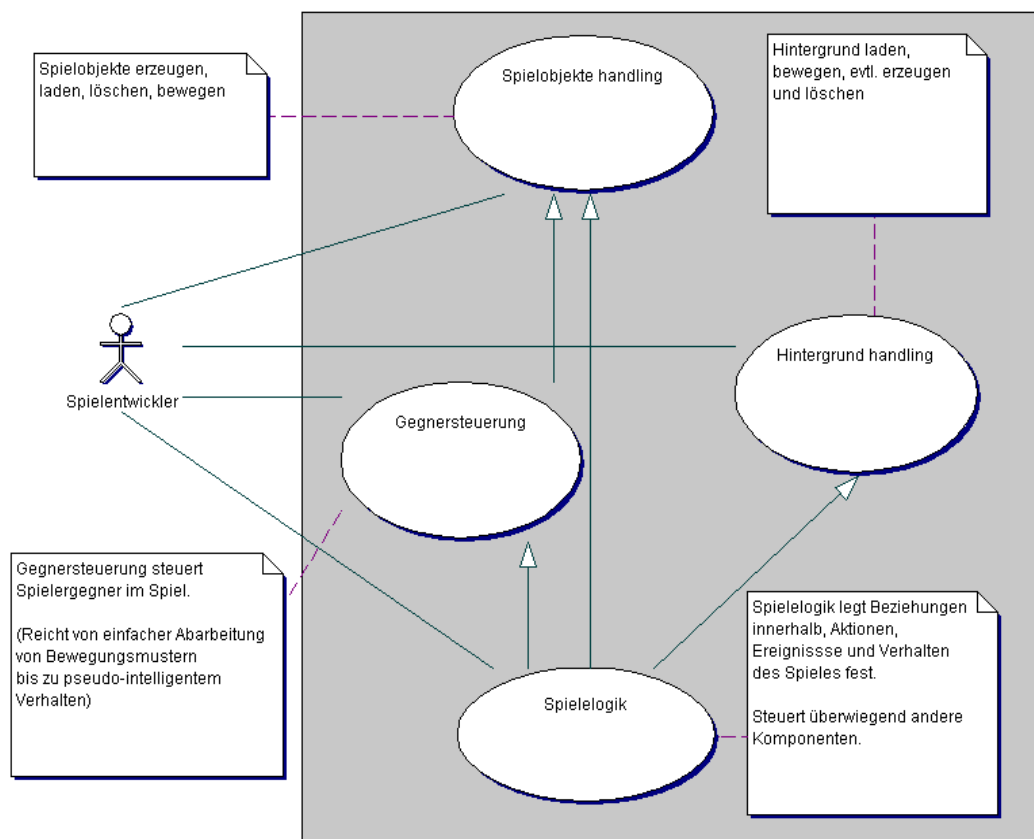 Spielobjekte erzeugen,
laden, löschen, bewegen
Spielobjekte handling
Hintergrund laden,
bewegen, evtl. erzeugen
und löschen
Spielentwickler
Hintergrund handling
Gegnersteuerung
Gegnersteuerung steuert
Spielergegner im Spiel.
(Reicht von einfacher Abarbeitung
von Bewegungsmustern
bis zu pseudo-intelligentem
Verhalten)
Spielelogik
Spielelogik legt Beziehungen
innerhalb, Aktionen,
Ereignissse und Verhalten
des Spieles fest.
Steuert überwiegend andere
Komponenten.